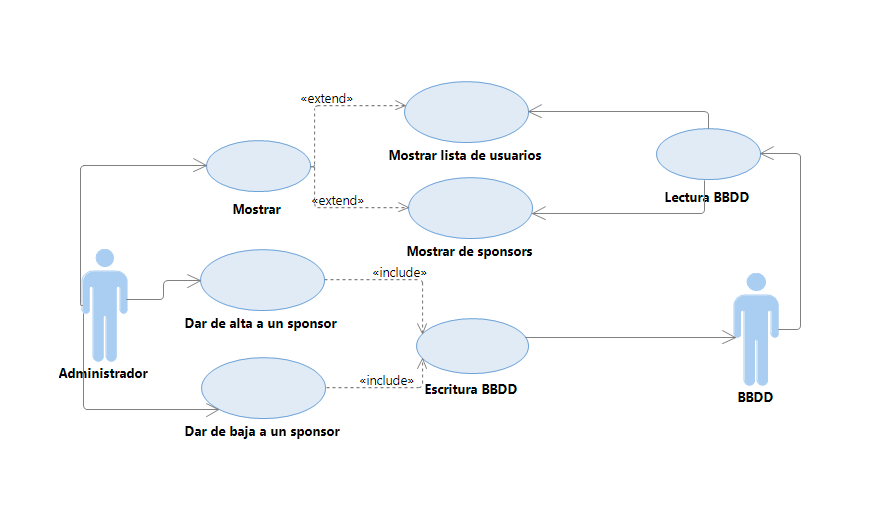 «extend»
Mostrar lista de usuarios
Lectura BBDD
Mostrar
«extend»
Mostrar de sponsors
«include»
Dar de alta a un sponsor
Administrador
«include»
Escritura BBDD
BBDD
Dar de baja a un sponsor